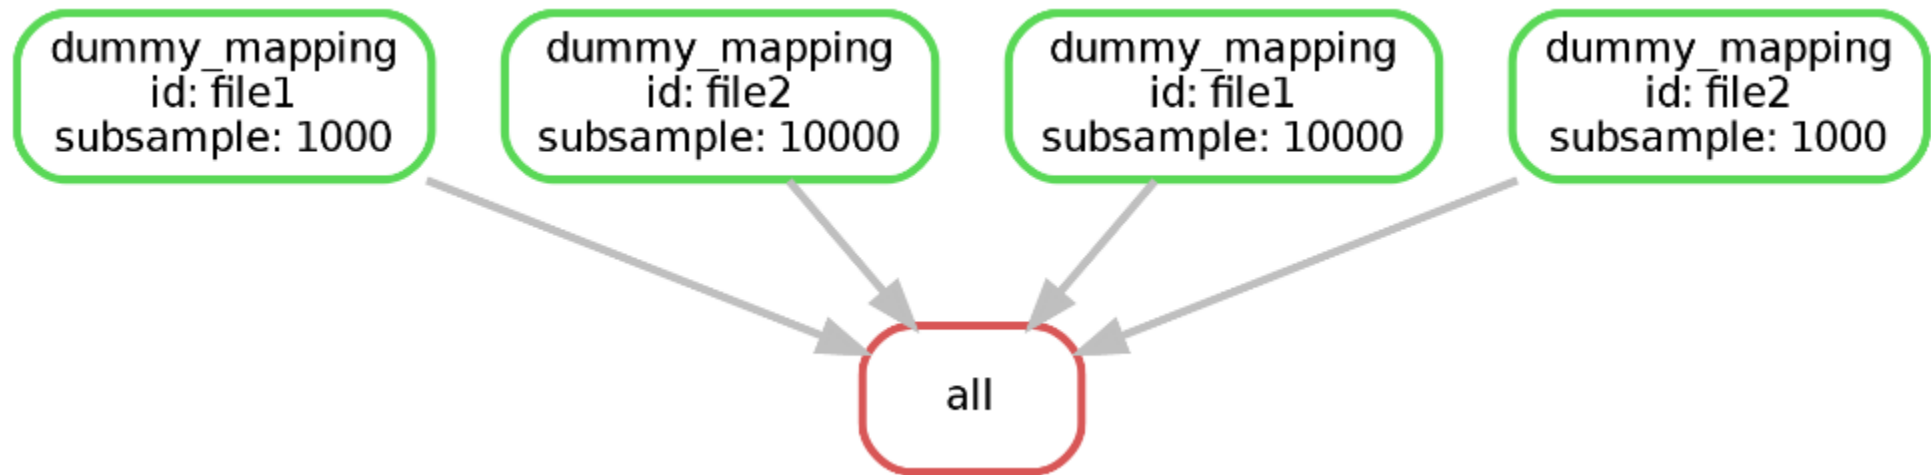 dummy_mapping
id: file1
subsample: 1000
dummy_mapping
id: file2
subsample: 10000
dummy_mapping
id: file1
subsample: 10000
dummy_mapping
id: file2
subsample: 1000
all